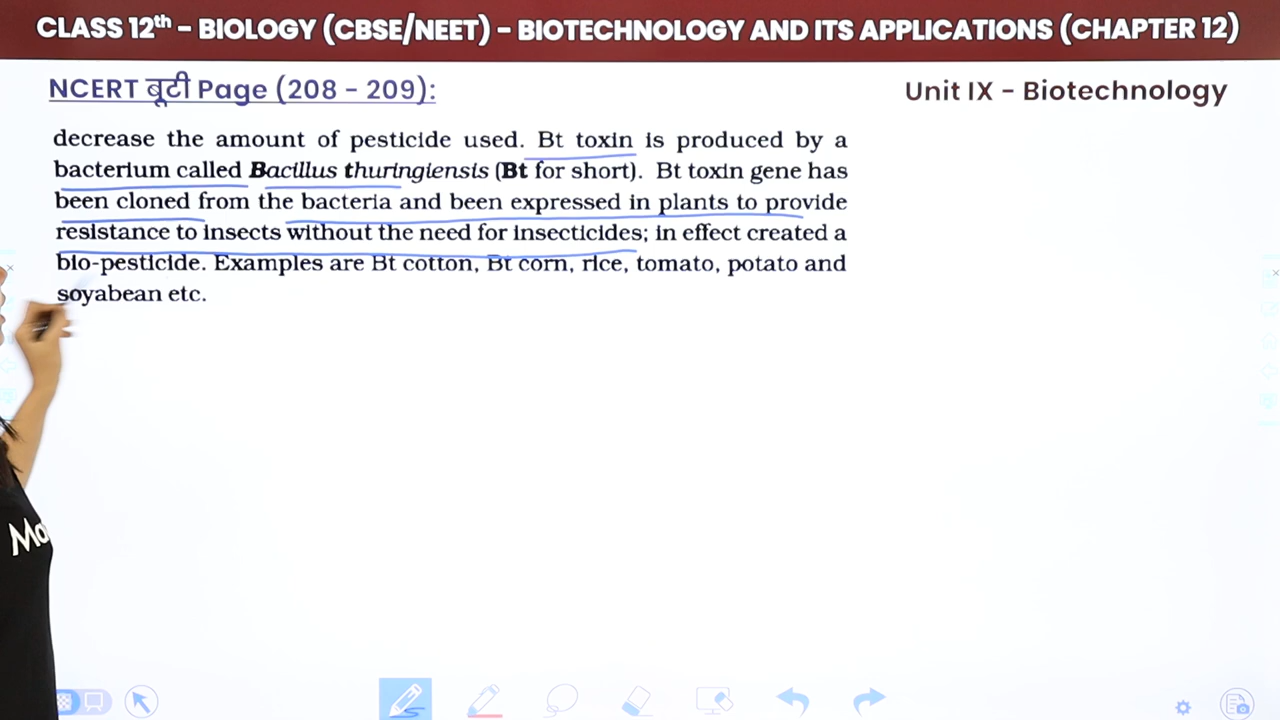 CLASS 12th – BIOLOGY (CBSE/NEET) – BIOTECHNOLOGY AND ITS APPLICATIONS (CHAPTER 12)
NCERT बूटी Page (208 – 209):
Unit IX – Biotechnology
decrease the amount of pesticide used. Bt toxin is produced by a
bacterium called Bacillus thuringiensis (Bt for short). Bt toxin gene has
been cloned from the bacteria and been expressed in plants to provide
resistance to insects without the need for insecticides; in effect created a
bio-pesticide. Examples are Bt cotton, Bt corn, rice, tomato, potato and
soyabean etc.